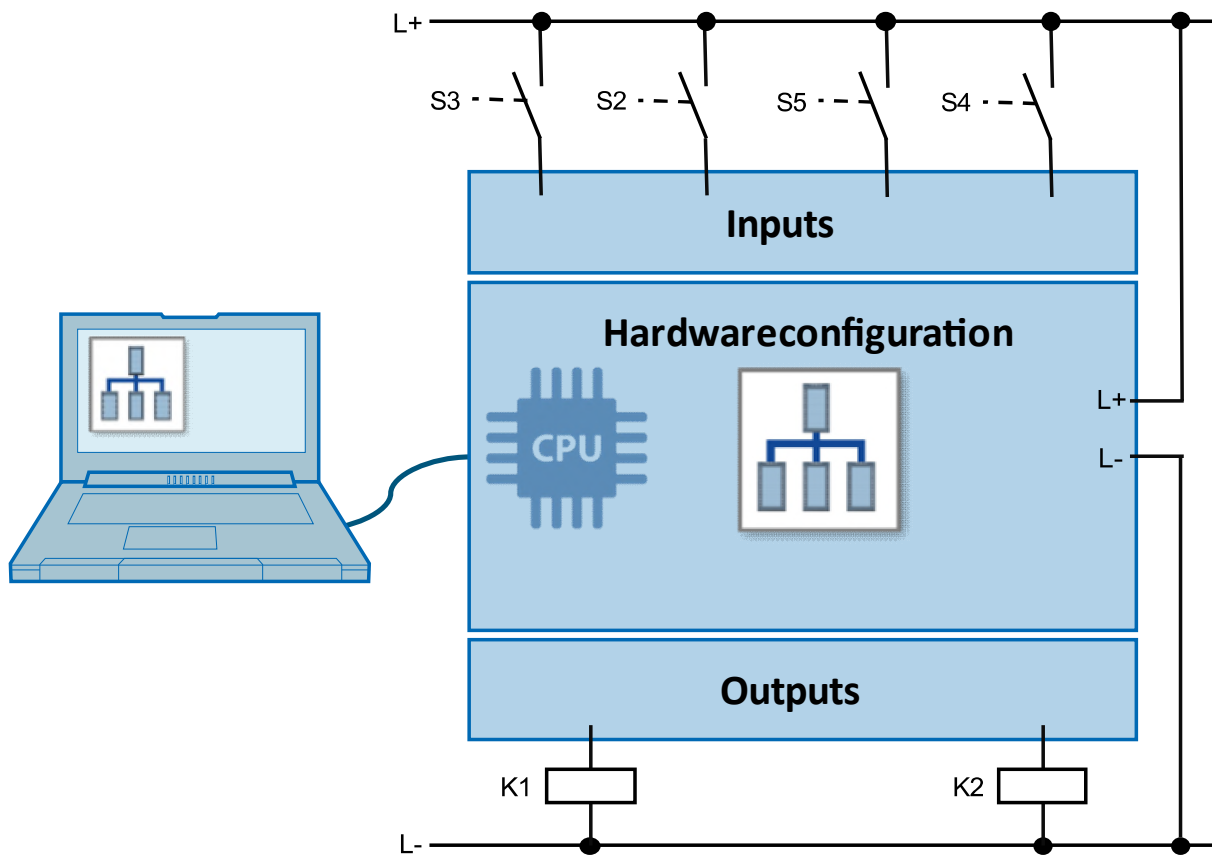 L+
S3
S2
S5
S4
Inputs
Hardwareconfiguration
CPU
L+
L-
Outputs
K1
K2
L-